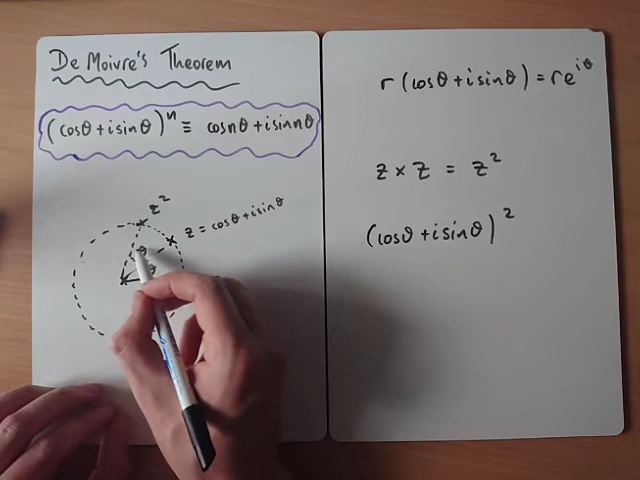 De Moivre's Theorem
(cosθ + isinθ)ⁿ ≡ cosnθ + isinnθ
z²
z = cosθ + isinθ
θ
r(cosθ + isinθ) = re^iθ
z × z = z²
(cosθ + isinθ)²